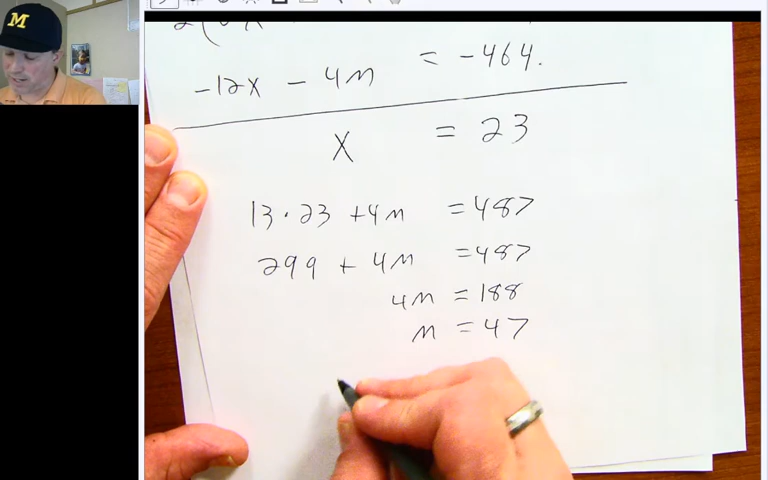 M
-12x - 4m = -464.
x = 23
13·23 + 4m = 487
299 + 4m = 487
4m = 188
m = 47